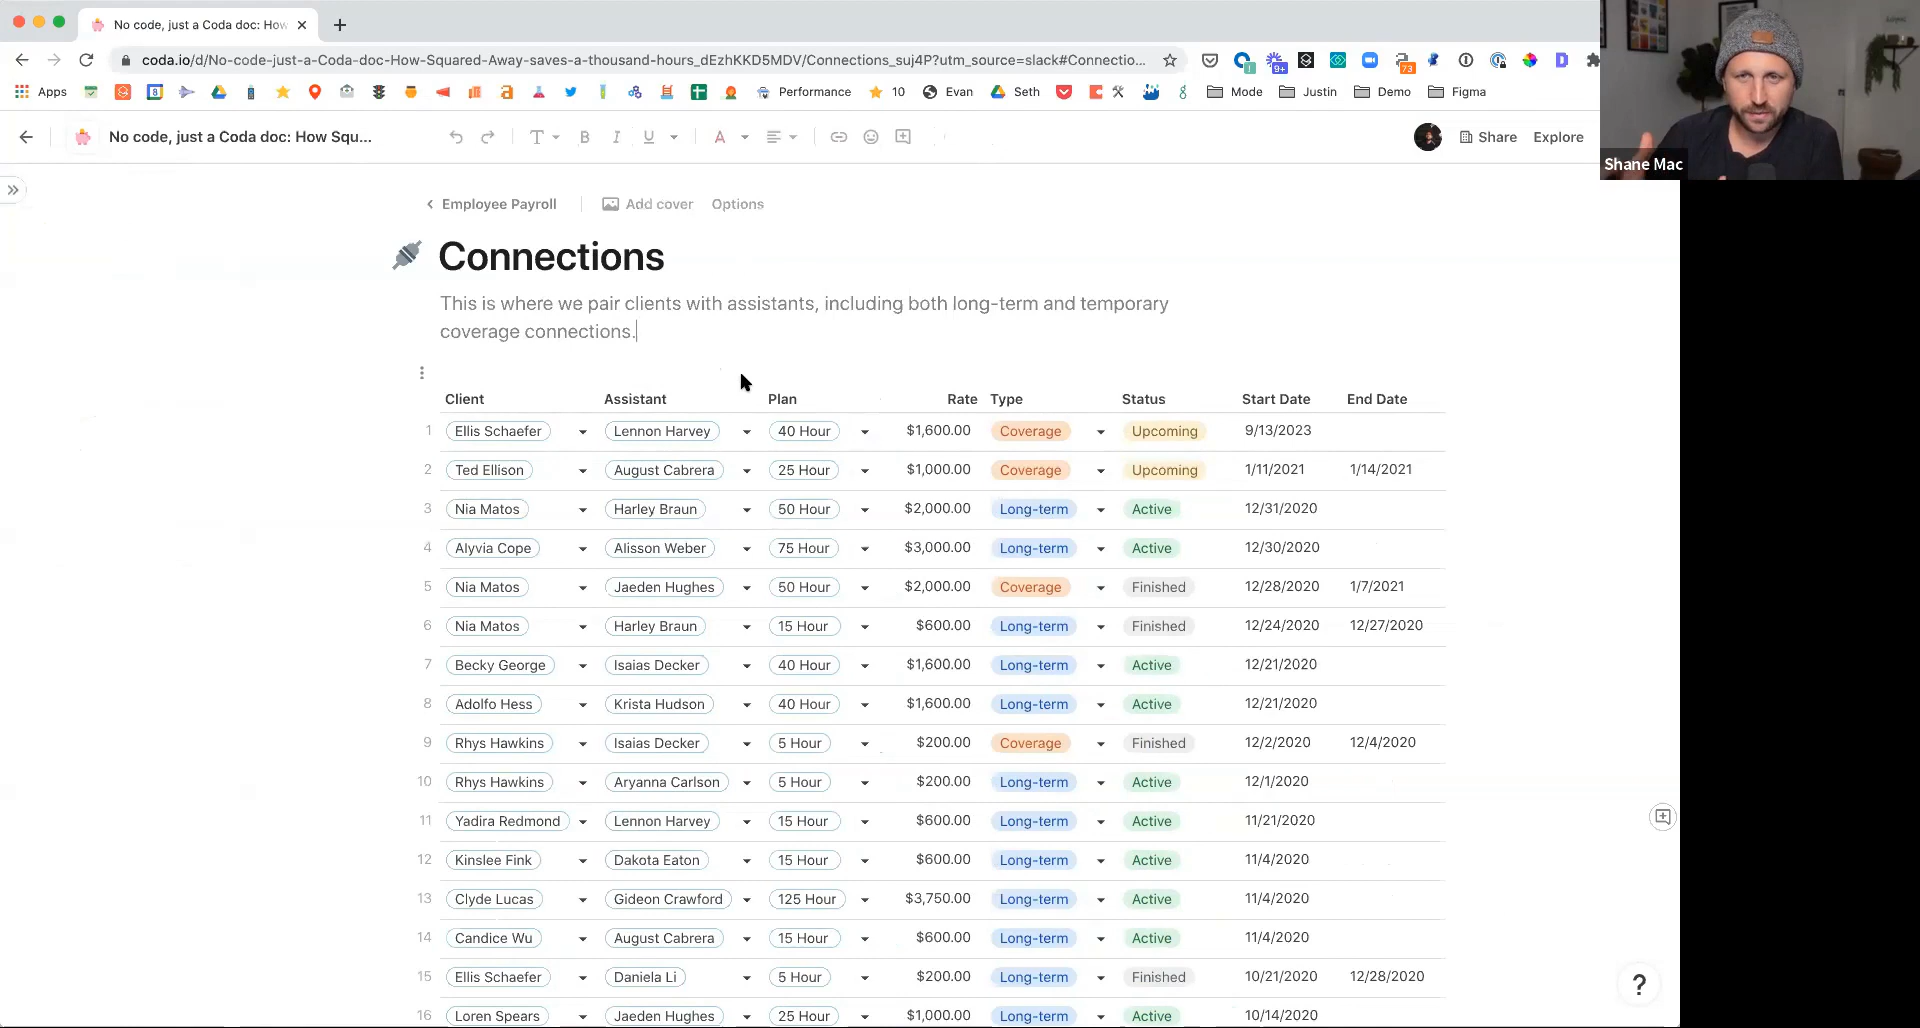 No code, just a Coda doc: How
coda.io/d/No-code-just-a-Coda-doc-How-Squared-Away-saves-a-thousand-hours_dEzhKKD5MDV/Connections_suj4P?utm_source=slack#Connectio...
9+
73
Apps
8
Performance
10
Evan
Seth
Mode
Justin
Demo
Figma
No code, just a Coda doc: How Squ...
Share
Explore
Shane Mac
Employee Payroll
Add cover
Options
Connections
This is where we pair clients with assistants, including both long-term and temporary
coverage connections.
Client Assistant Plan Rate Type Status Start Date End Date
1 Ellis Schaefer Lennon Harvey 40 Hour $1,600.00 Coverage Upcoming 9/13/2023
2 Ted Ellison August Cabrera 25 Hour $1,000.00 Coverage Upcoming 1/11/2021 1/14/2021
3 Nia Matos Harley Braun 50 Hour $2,000.00 Long-term Active 12/31/2020
4 Alyvia Cope Alisson Weber 75 Hour $3,000.00 Long-term Active 12/30/2020
5 Nia Matos Jaeden Hughes 50 Hour $2,000.00 Coverage Finished 12/28/2020 1/7/2021
6 Nia Matos Harley Braun 15 Hour $600.00 Long-term Finished 12/24/2020 12/27/2020
7 Becky George Isaias Decker 40 Hour $1,600.00 Long-term Active 12/21/2020
8 Adolfo Hess Krista Hudson 40 Hour $1,600.00 Long-term Active 12/21/2020
9 Rhys Hawkins Isaias Decker 5 Hour $200.00 Coverage Finished 12/2/2020 12/4/2020
10 Rhys Hawkins Aryanna Carlson 5 Hour $200.00 Long-term Active 12/1/2020
11 Yadira Redmond Lennon Harvey 15 Hour $600.00 Long-term Active 11/21/2020
12 Kinslee Fink Dakota Eaton 15 Hour $600.00 Long-term Active 11/4/2020
13 Clyde Lucas Gideon Crawford 125 Hour $3,750.00 Long-term Active 11/4/2020
14 Candice Wu August Cabrera 15 Hour $600.00 Long-term Active 11/4/2020
15 Ellis Schaefer Daniela Li 5 Hour $200.00 Long-term Finished 10/21/2020 12/28/2020
16 Loren Spears Jaeden Hughes 25 Hour $1,000.00 Long-term Active 10/14/2020